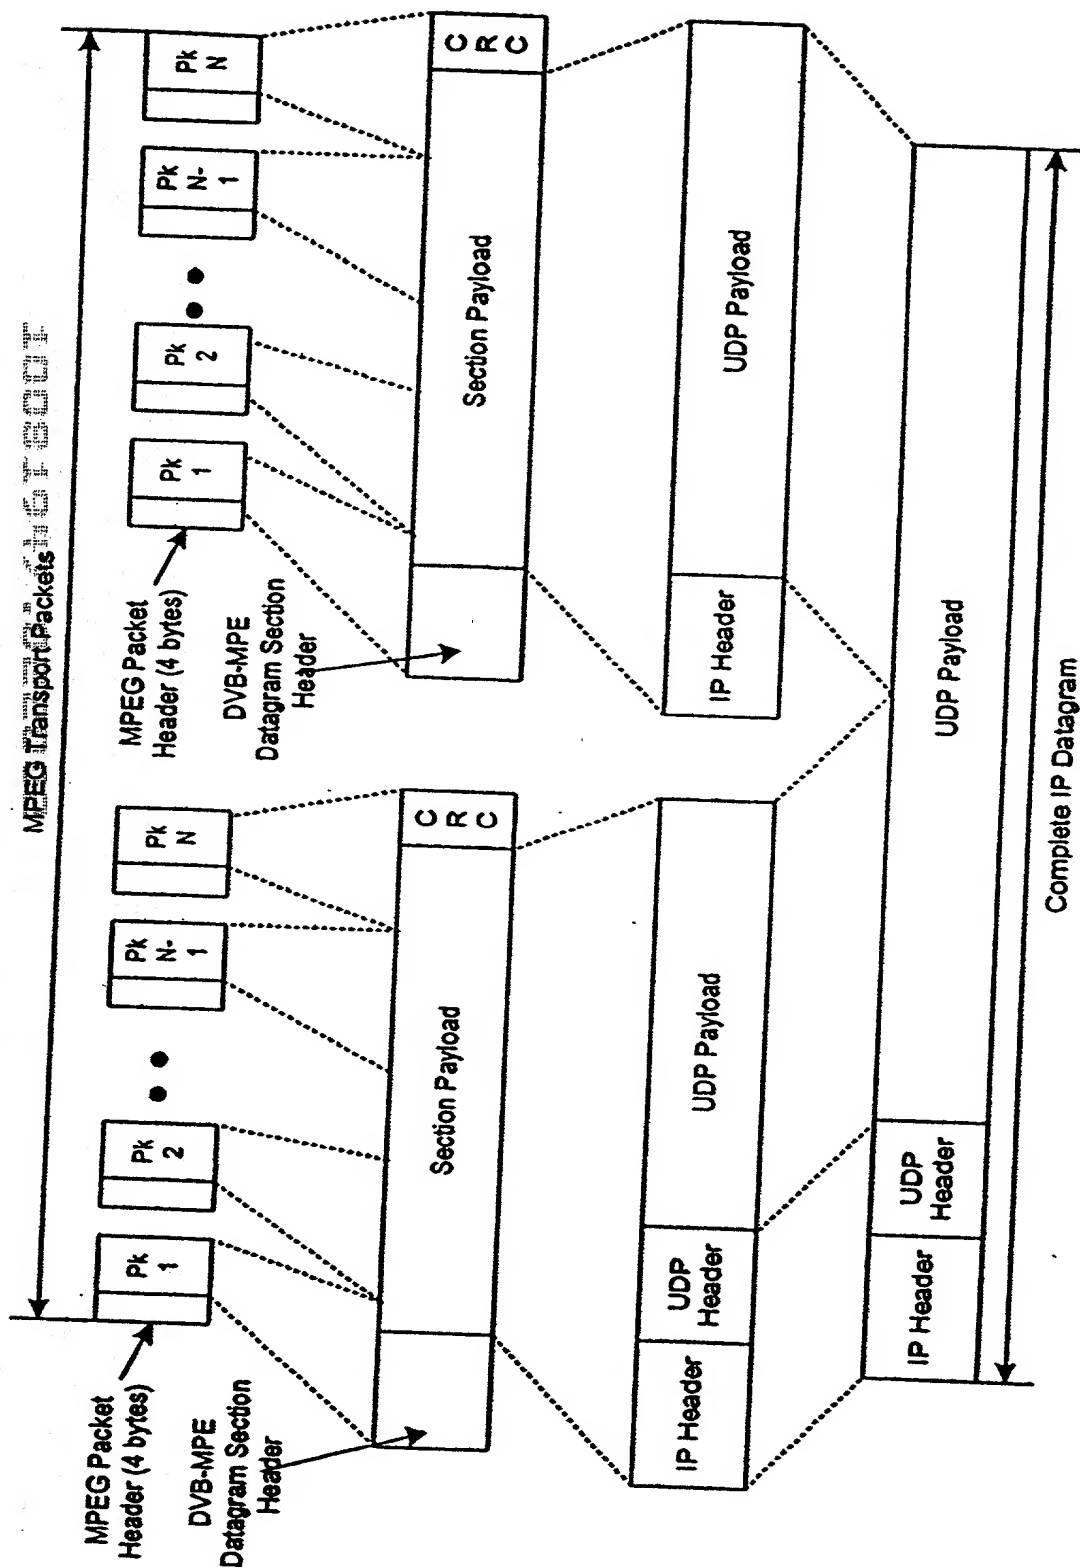 MPEG Transport Packets
MPEG Packet
Header (4 bytes)
Pk
1
Pk
2
Pk
N-
1
Pk
N
MPEG Packet
Header (4 bytes)
Pk
1
Pk
2
Pk
N-
1
Pk
N
DVB-MPE
Datagram Section
Header
Section Payload
C
R
C
DVB-MPE
Datagram Section
Header
Section Payload
C
R
C
IP Header
UDP
Header
UDP Payload
IP Header
UDP Payload
IP Header
UDP
Header
UDP Payload
Complete IP Datagram